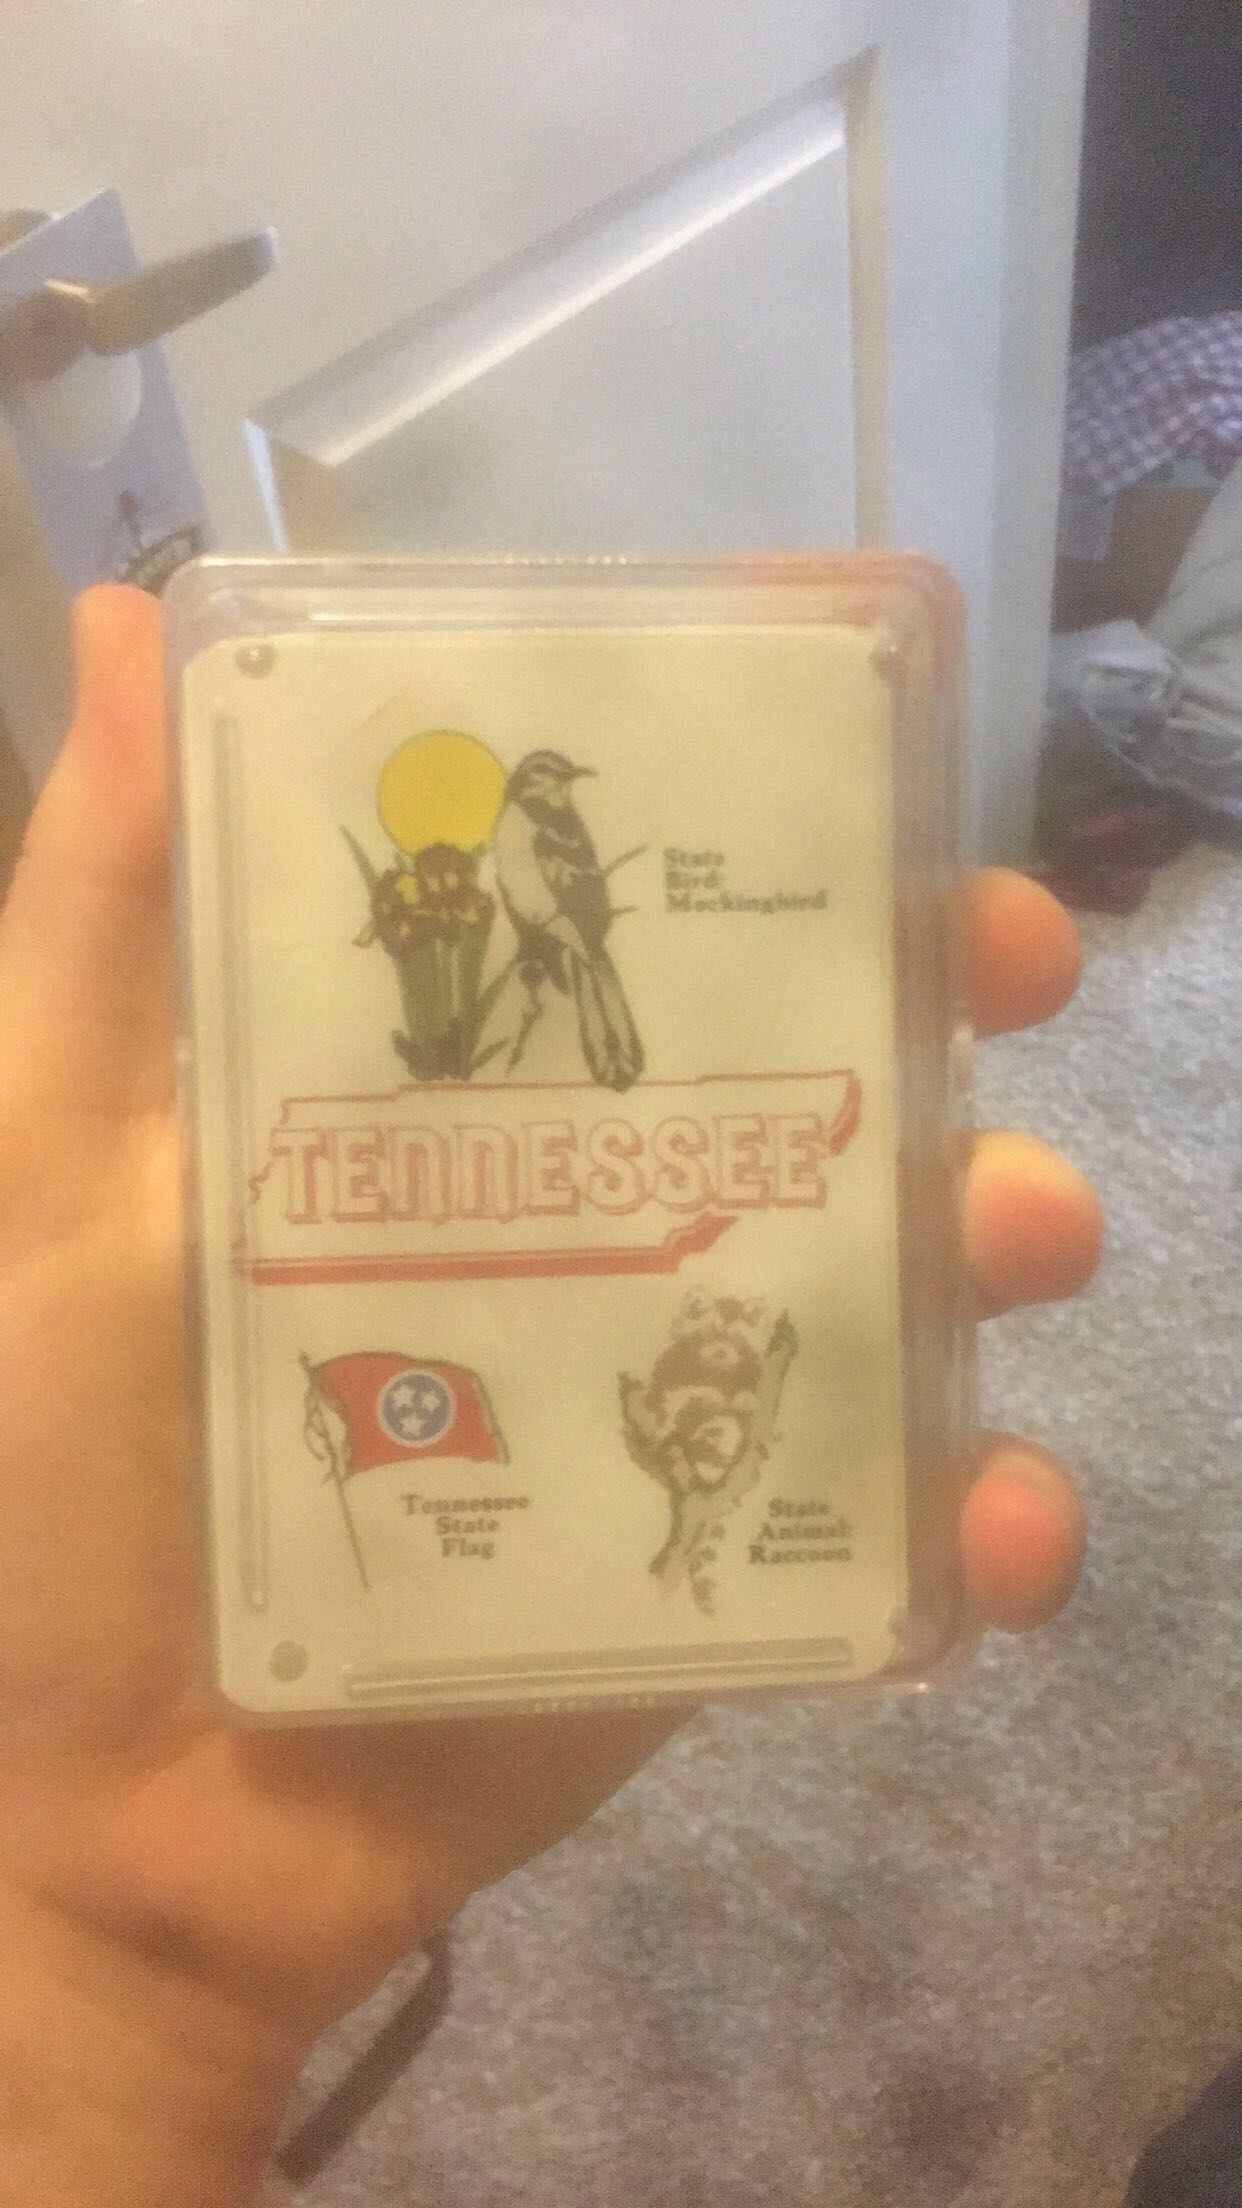 State
Bird:
Mockingbird
TENNESSEE
Tennessee
State
Flag
State
Animal:
Raccoon